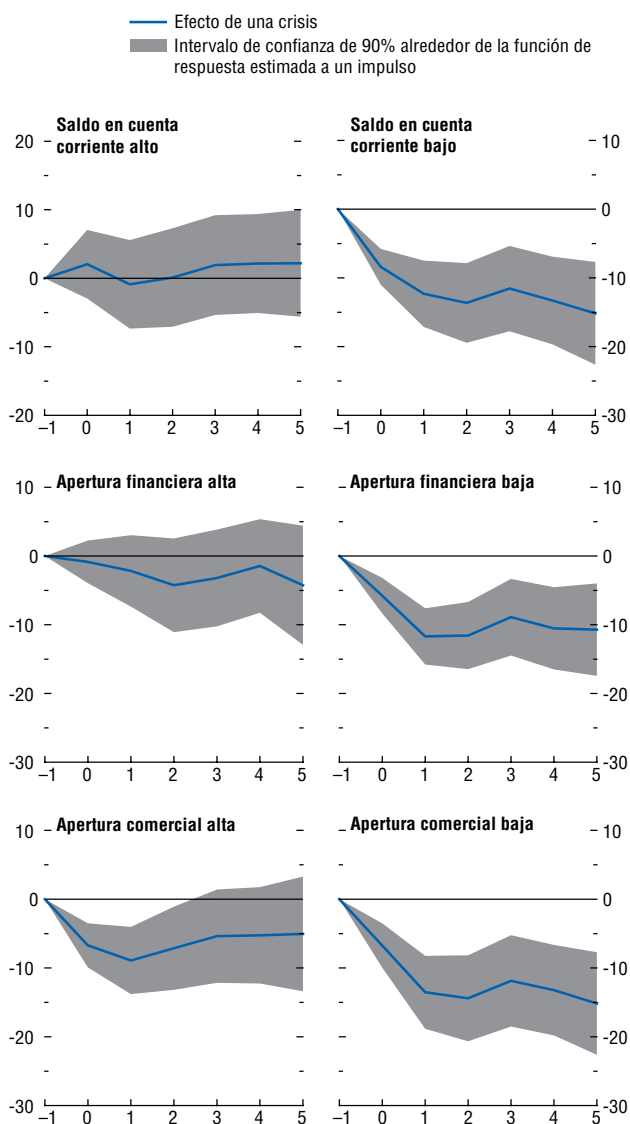 Efecto de una crisis
Intervalo de confianza de 90% alrededor de la función de
respuesta estimada a un impulso
Saldo en cuenta
corriente alto
20
10
0
-10
-20
–1 0 1 2 3 4 5
Saldo en cuenta
corriente bajo
10
0
-10
-20
-30
–1 0 1 2 3 4 5
Apertura financiera alta
10
0
-10
-20
-30
–1 0 1 2 3 4 5
Apertura financiera baja
10
0
-10
-20
-30
–1 0 1 2 3 4 5
Apertura comercial alta
10
0
-10
-20
-30
–1 0 1 2 3 4 5
Apertura comercial baja
10
0
-10
-20
-30
–1 0 1 2 3 4 5